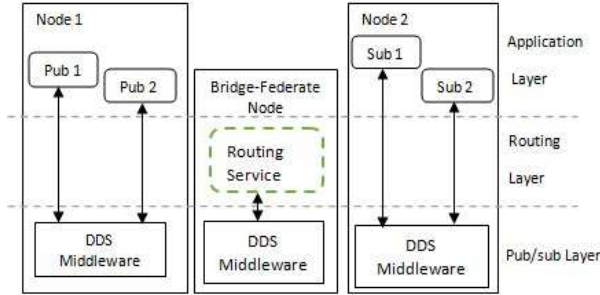 Node 1
Pub 1
Pub 2
DDS
Middleware
Bridge-Federate
Node
Routing
Service
DDS
Middleware
Node 2
Sub 1
Sub 2
DDS
Middleware
Application
Layer
Routing
Layer
Pub/sub Layer